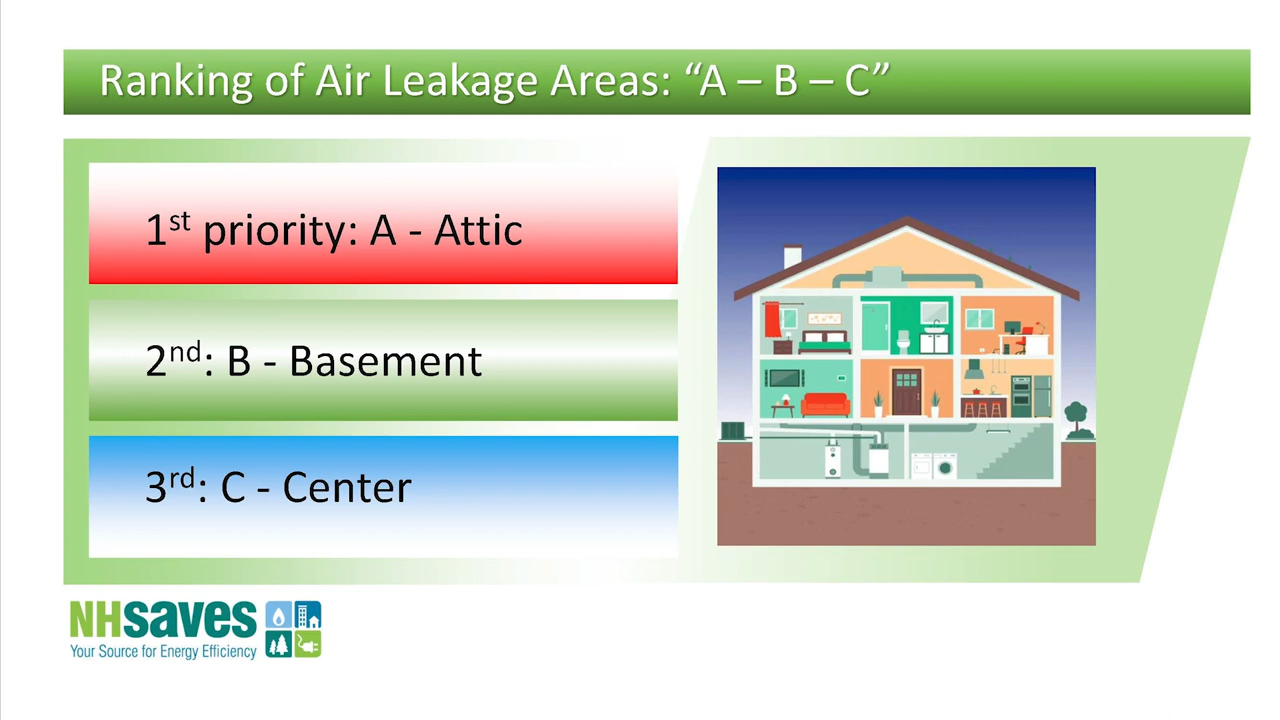 Ranking of Air Leakage Areas: “A – B – C”
1st priority: A - Attic
2nd: B - Basement
3rd: C - Center
NHsaves
Your Source for Energy Efficiency